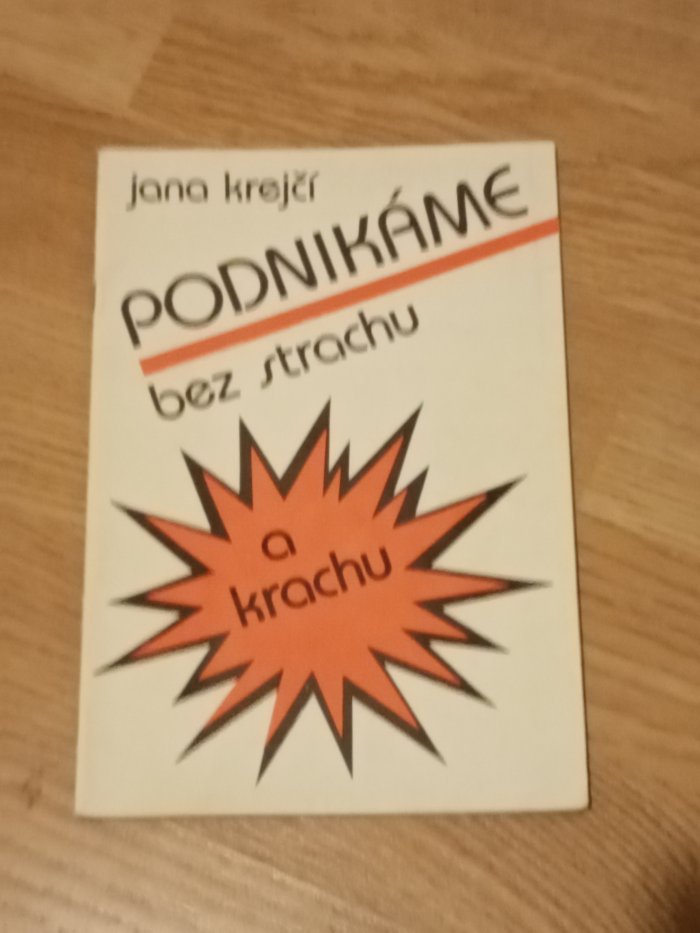 jana krejčí
PODNIKÁME
bez strachu
a
krachu